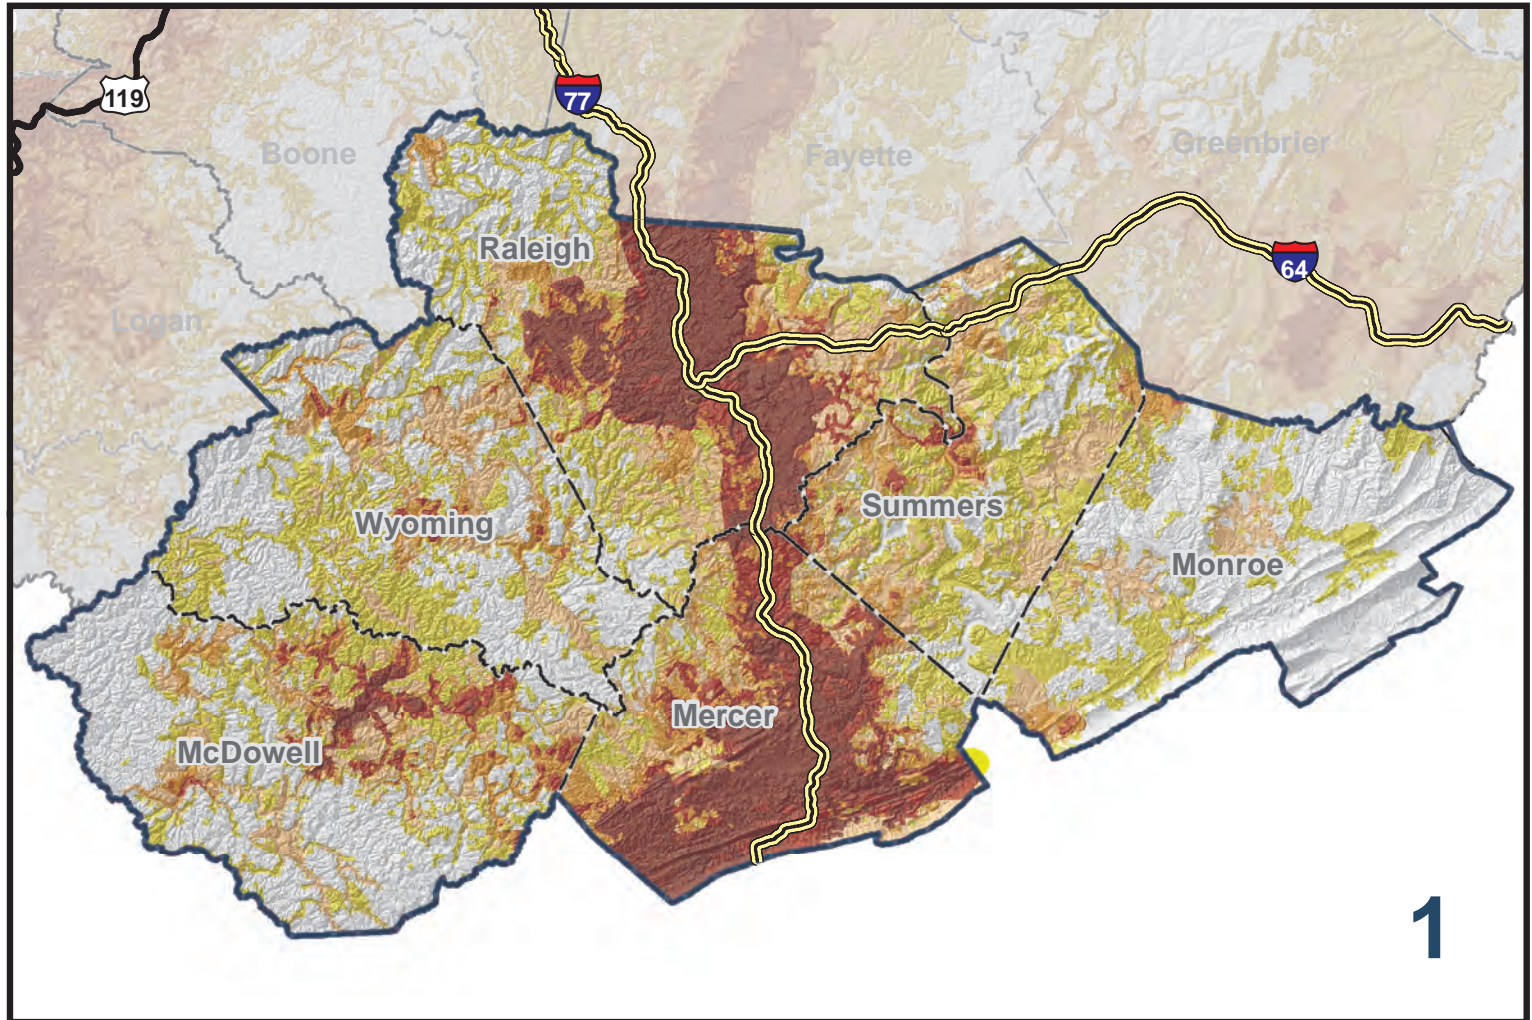 119
77
Boone
Fayette
Greenbrier
Raleigh
64
Logan
Summers
Wyoming
Monroe
Mercer
McDowell
1